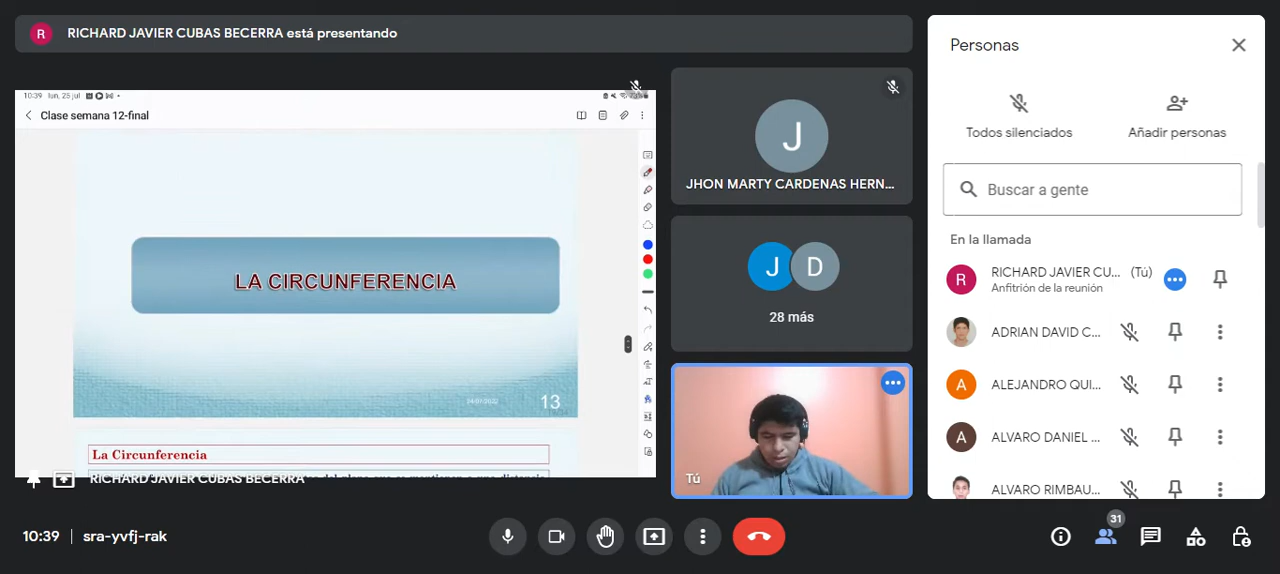 R RICHARD JAVIER CUBAS BECERRA está presentando
10:39 lun, 25 jul
Clase semana 12-final
LA CIRCUNFERENCIA
13
La Circunferencia
RICHARD JAVIER CUBAS BECERRA
J
JHON MARTY CARDENAS HERN...
J D
28 más
Tú
Personas
Todos silenciados
Añadir personas
Buscar a gente
En la llamada
R RICHARD JAVIER CU... (Tú)
Anfitrión de la reunión
ADRIAN DAVID C...
A ALEJANDRO QUI...
A ALVARO DANIEL ...
ALVARO RIMBAU...
10:39 | sra-yvfj-rak
31